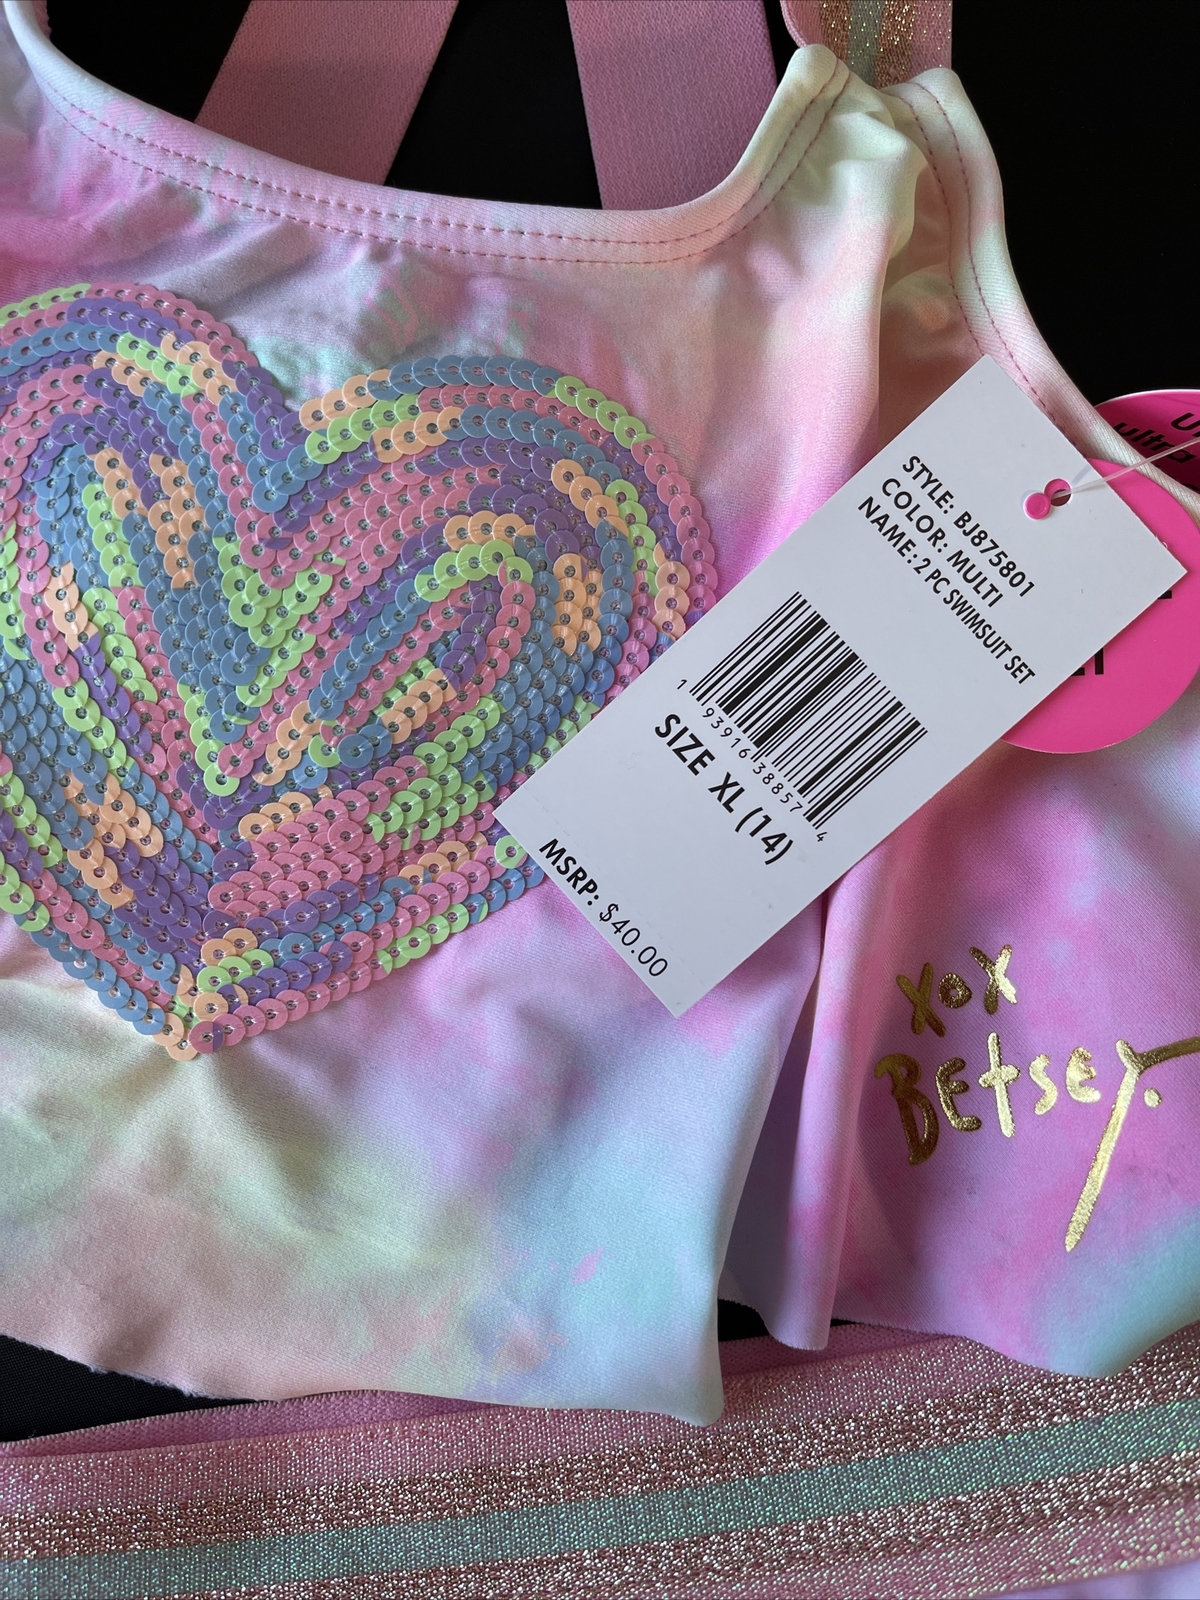 STYLE: BJ875801
COLOR: MULTI
NAME: 2 PC SWIMSUIT SET
1 93916 38857 4
SIZE XL (14)
MSRP: $40.00
xox
BEtsEy.
ultra